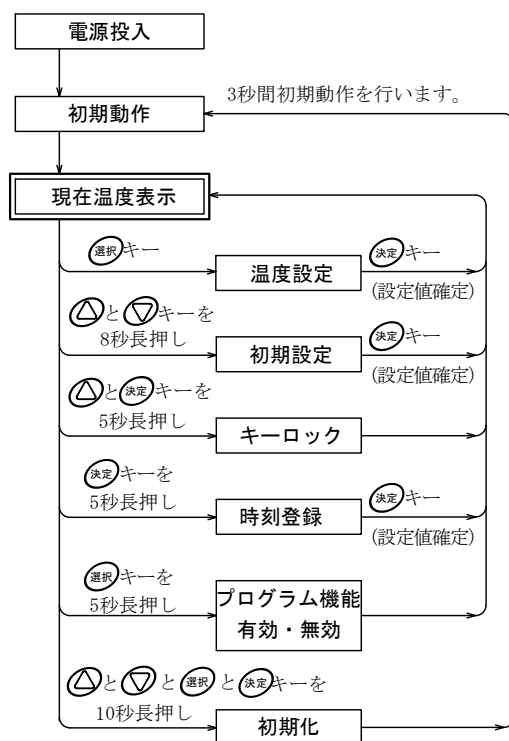 電源投入
3秒間初期動作を行います。
初期動作
現在温度表示
選択キー
決定キー
温度設定
(設定値確定)
△と▽キーを
8秒長押し
決定キー
初期設定
(設定値確定)
△と決定キーを
5秒長押し
キーロック
決定キーを
5秒長押し
決定キー
時刻登録
(設定値確定)
選択キーを
5秒長押し
プログラム機能
有効・無効
△と▽と選択と決定キーを
10秒長押し
初期化